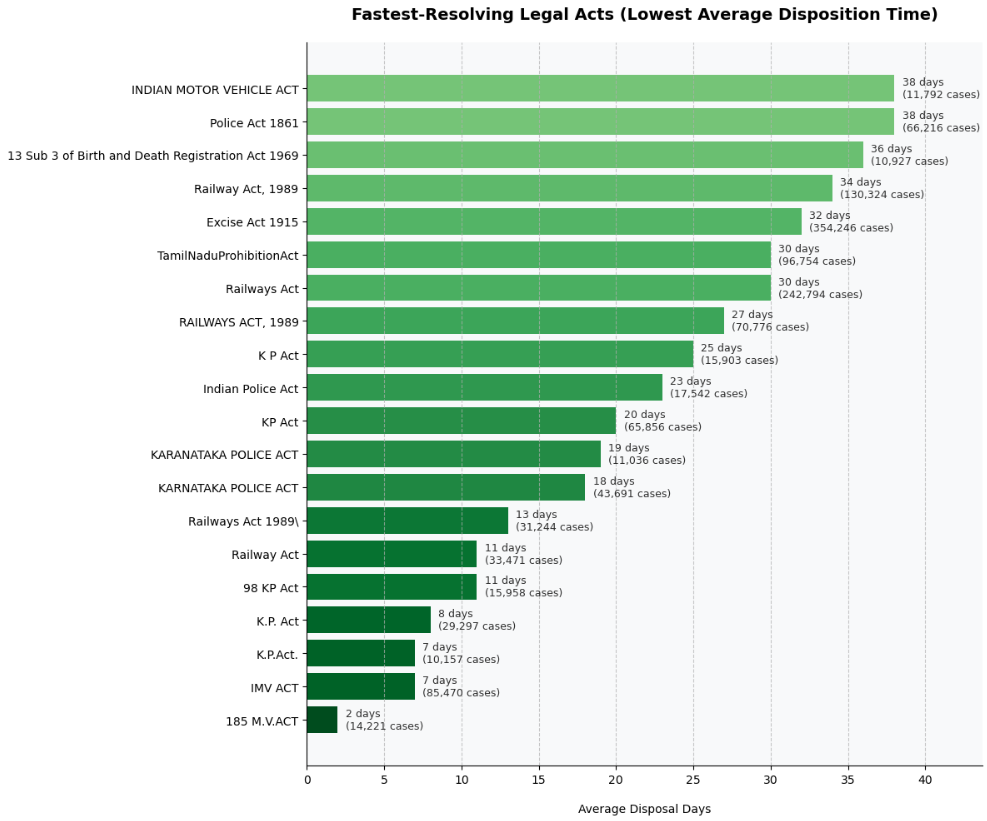 Fastest-Resolving Legal Acts (Lowest Average Disposition Time)
INDIAN MOTOR VEHICLE ACT
38 days
(11,792 cases)
Police Act 1861
38 days
(66,216 cases)
13 Sub 3 of Birth and Death Registration Act 1969
36 days
(10,927 cases)
Railway Act, 1989
34 days
(130,324 cases)
Excise Act 1915
32 days
(354,246 cases)
TamilNaduProhibitionAct
30 days
(96,754 cases)
Railways Act
30 days
(242,794 cases)
RAILWAYS ACT, 1989
27 days
(70,776 cases)
K P Act
25 days
(15,903 cases)
Indian Police Act
23 days
(17,542 cases)
KP Act
20 days
(65,856 cases)
KARANATAKA POLICE ACT
19 days
(11,036 cases)
KARNATAKA POLICE ACT
18 days
(43,691 cases)
Railways Act 1989\
13 days
(31,244 cases)
Railway Act
11 days
(33,471 cases)
98 KP Act
11 days
(15,958 cases)
K.P. Act
8 days
(29,297 cases)
K.P.Act.
7 days
(10,157 cases)
IMV ACT
7 days
(85,470 cases)
185 M.V.ACT
2 days
(14,221 cases)
0 5 10 15 20 25 30 35 40
Average Disposal Days